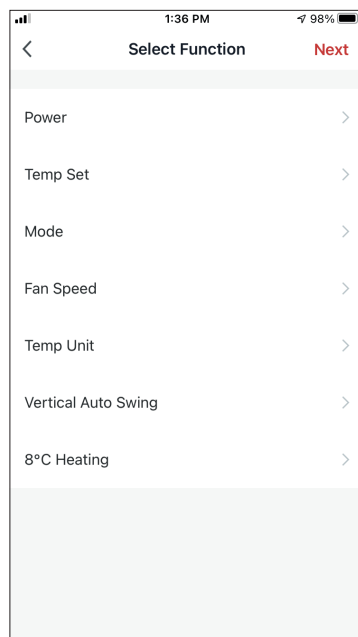 1:36 PM 98%
Select Function Next
Power
Temp Set
Mode
Fan Speed
Temp Unit
Vertical Auto Swing
8°C Heating